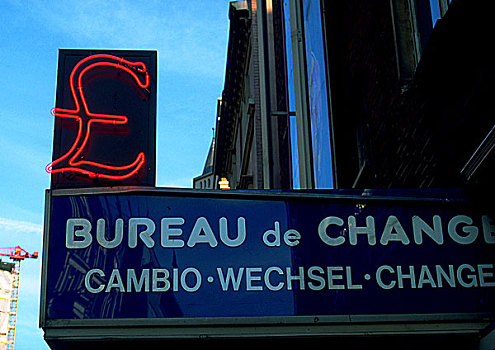 £
BUREAU de CHANGE
CAMBIO·WECHSEL·CHANGE